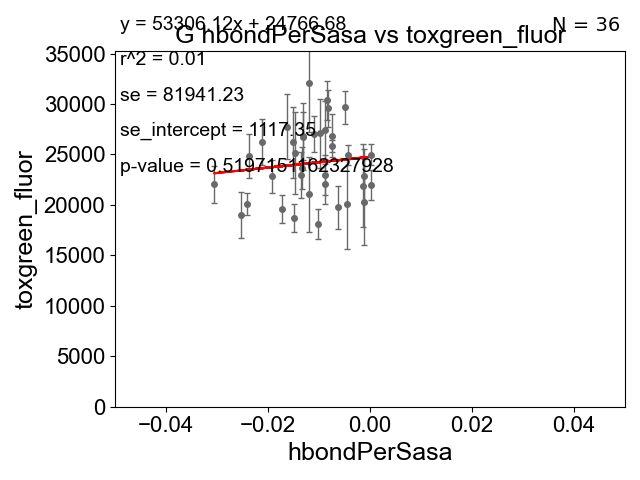 y = 53306.12x + 24766.68
N = 36
G hbondPerSasa vs toxgreen_fluor
r^2 = 0.01
se = 81941.23
se_intercept = 1117.35
p-value = 0.5197151162327928
35000
30000
25000
20000
15000
10000
5000
0
toxgreen_fluor
−0.04 −0.02 0.00 0.02 0.04
hbondPerSasa